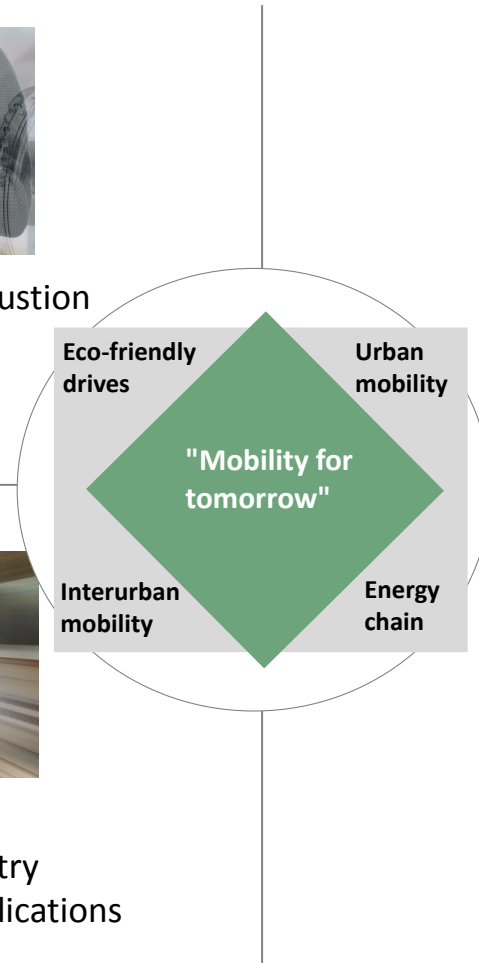 ustion
Eco-friendly
drives
Urban
mobility
"Mobility for
tomorrow"
Interurban
mobility
Energy
chain
try
lications